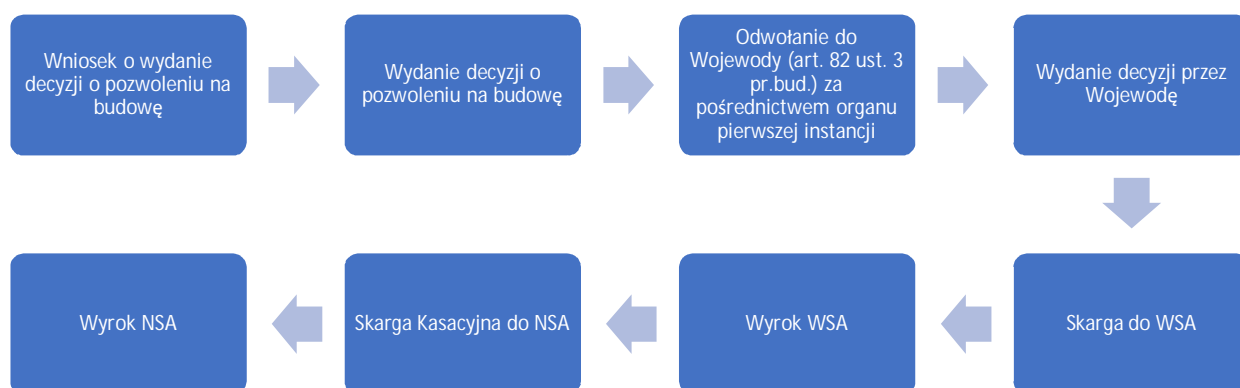 Wniosek o wydanie
decyzji o pozwoleniu na
budowę
Wydanie decyzji o
pozwoleniu na budowę
Odwołanie do
Wojewody (art. 82 ust. 3
pr.bud.) za
pośrednictwem organu
pierwszej instancji
Wydanie decyzji przez
Wojewodę
Skarga do WSA
Wyrok WSA
Skarga Kasacyjna do NSA
Wyrok NSA